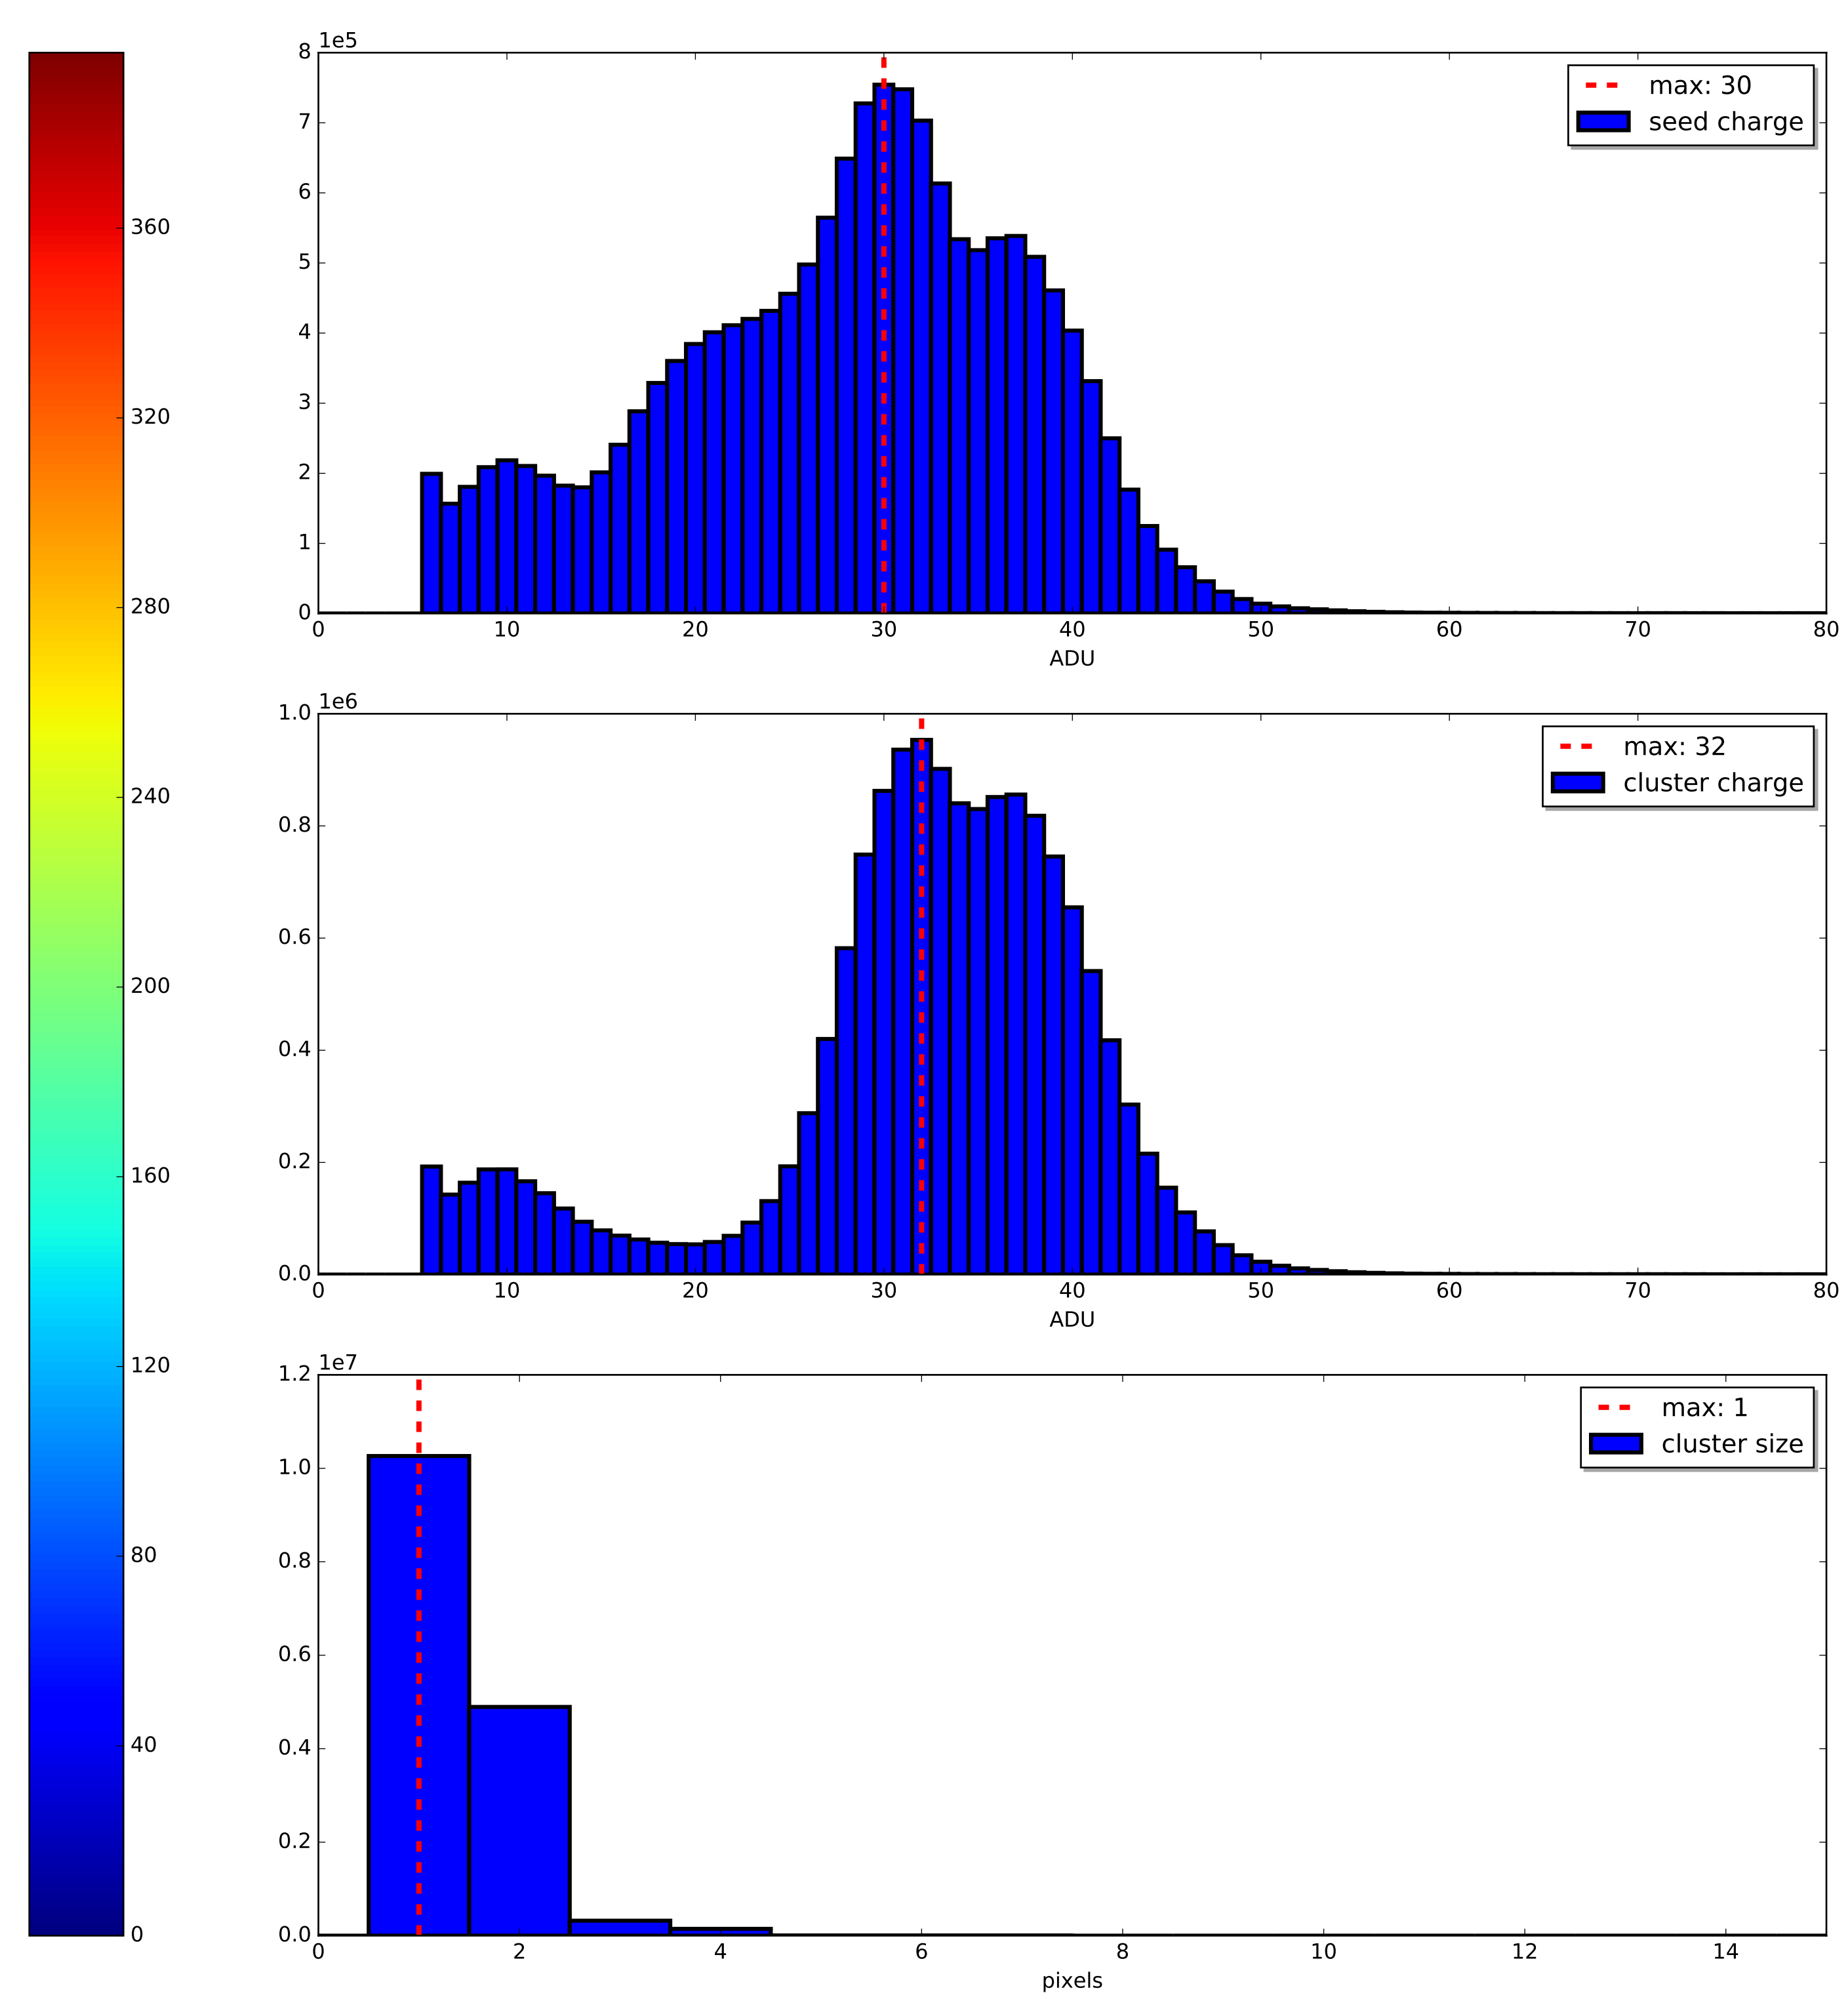 360
320
280
240
200
160
120
80
40
0
1e5
8
7
6
5
4
3
2
1
0
max: 30
seed charge
0 10 20 30 40 50 60 70 80
ADU
1e6
1.0
0.8
0.6
0.4
0.2
0.0
max: 32
cluster charge
0 10 20 30 40 50 60 70 80
ADU
1e7
1.2
1.0
0.8
0.6
0.4
0.2
0.0
max: 1
cluster size
0 2 4 6 8 10 12 14
pixels